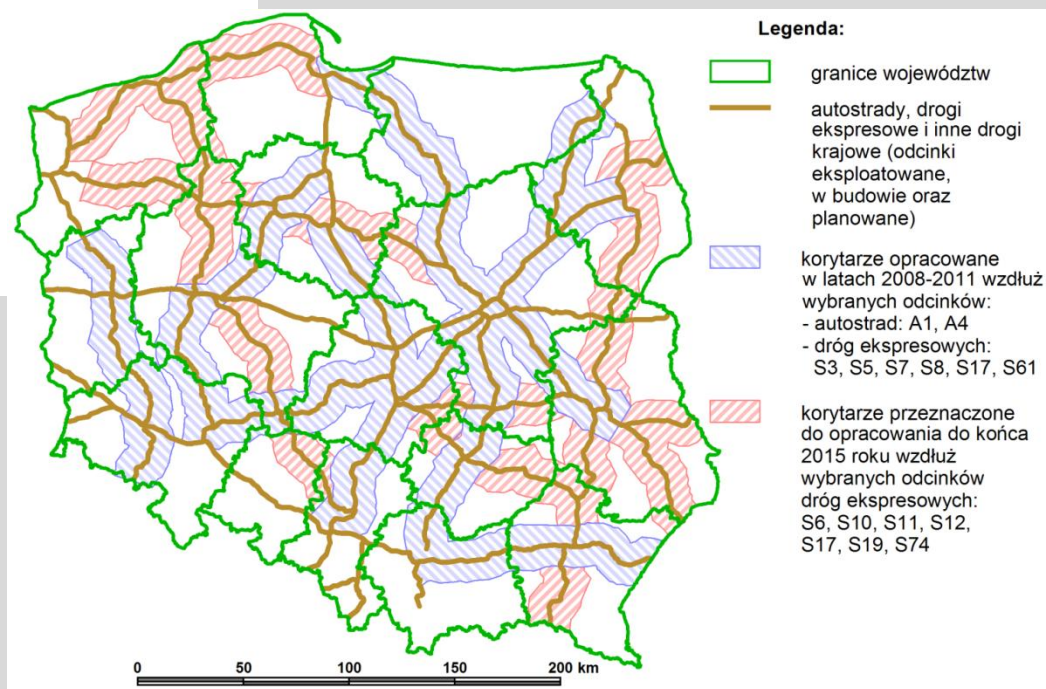 Legenda:
granice województw
autostrady, drogi
ekspresowe i inne drogi
krajowe (odcinki
eksploatowane,
w budowie oraz
planowane)
korytarze opracowane
w latach 2008-2011 wzdłuż
wybranych odcinków:
- autostrad: A1, A4
- dróg ekspresowych:
S3, S5, S7, S8, S17, S61
korytarze przeznaczone
do opracowania do końca
2015 roku wzdłuż
wybranych odcinków
dróg ekspresowych:
S6, S10, S11, S12,
S17, S19, S74
0 50 100 150 200 km